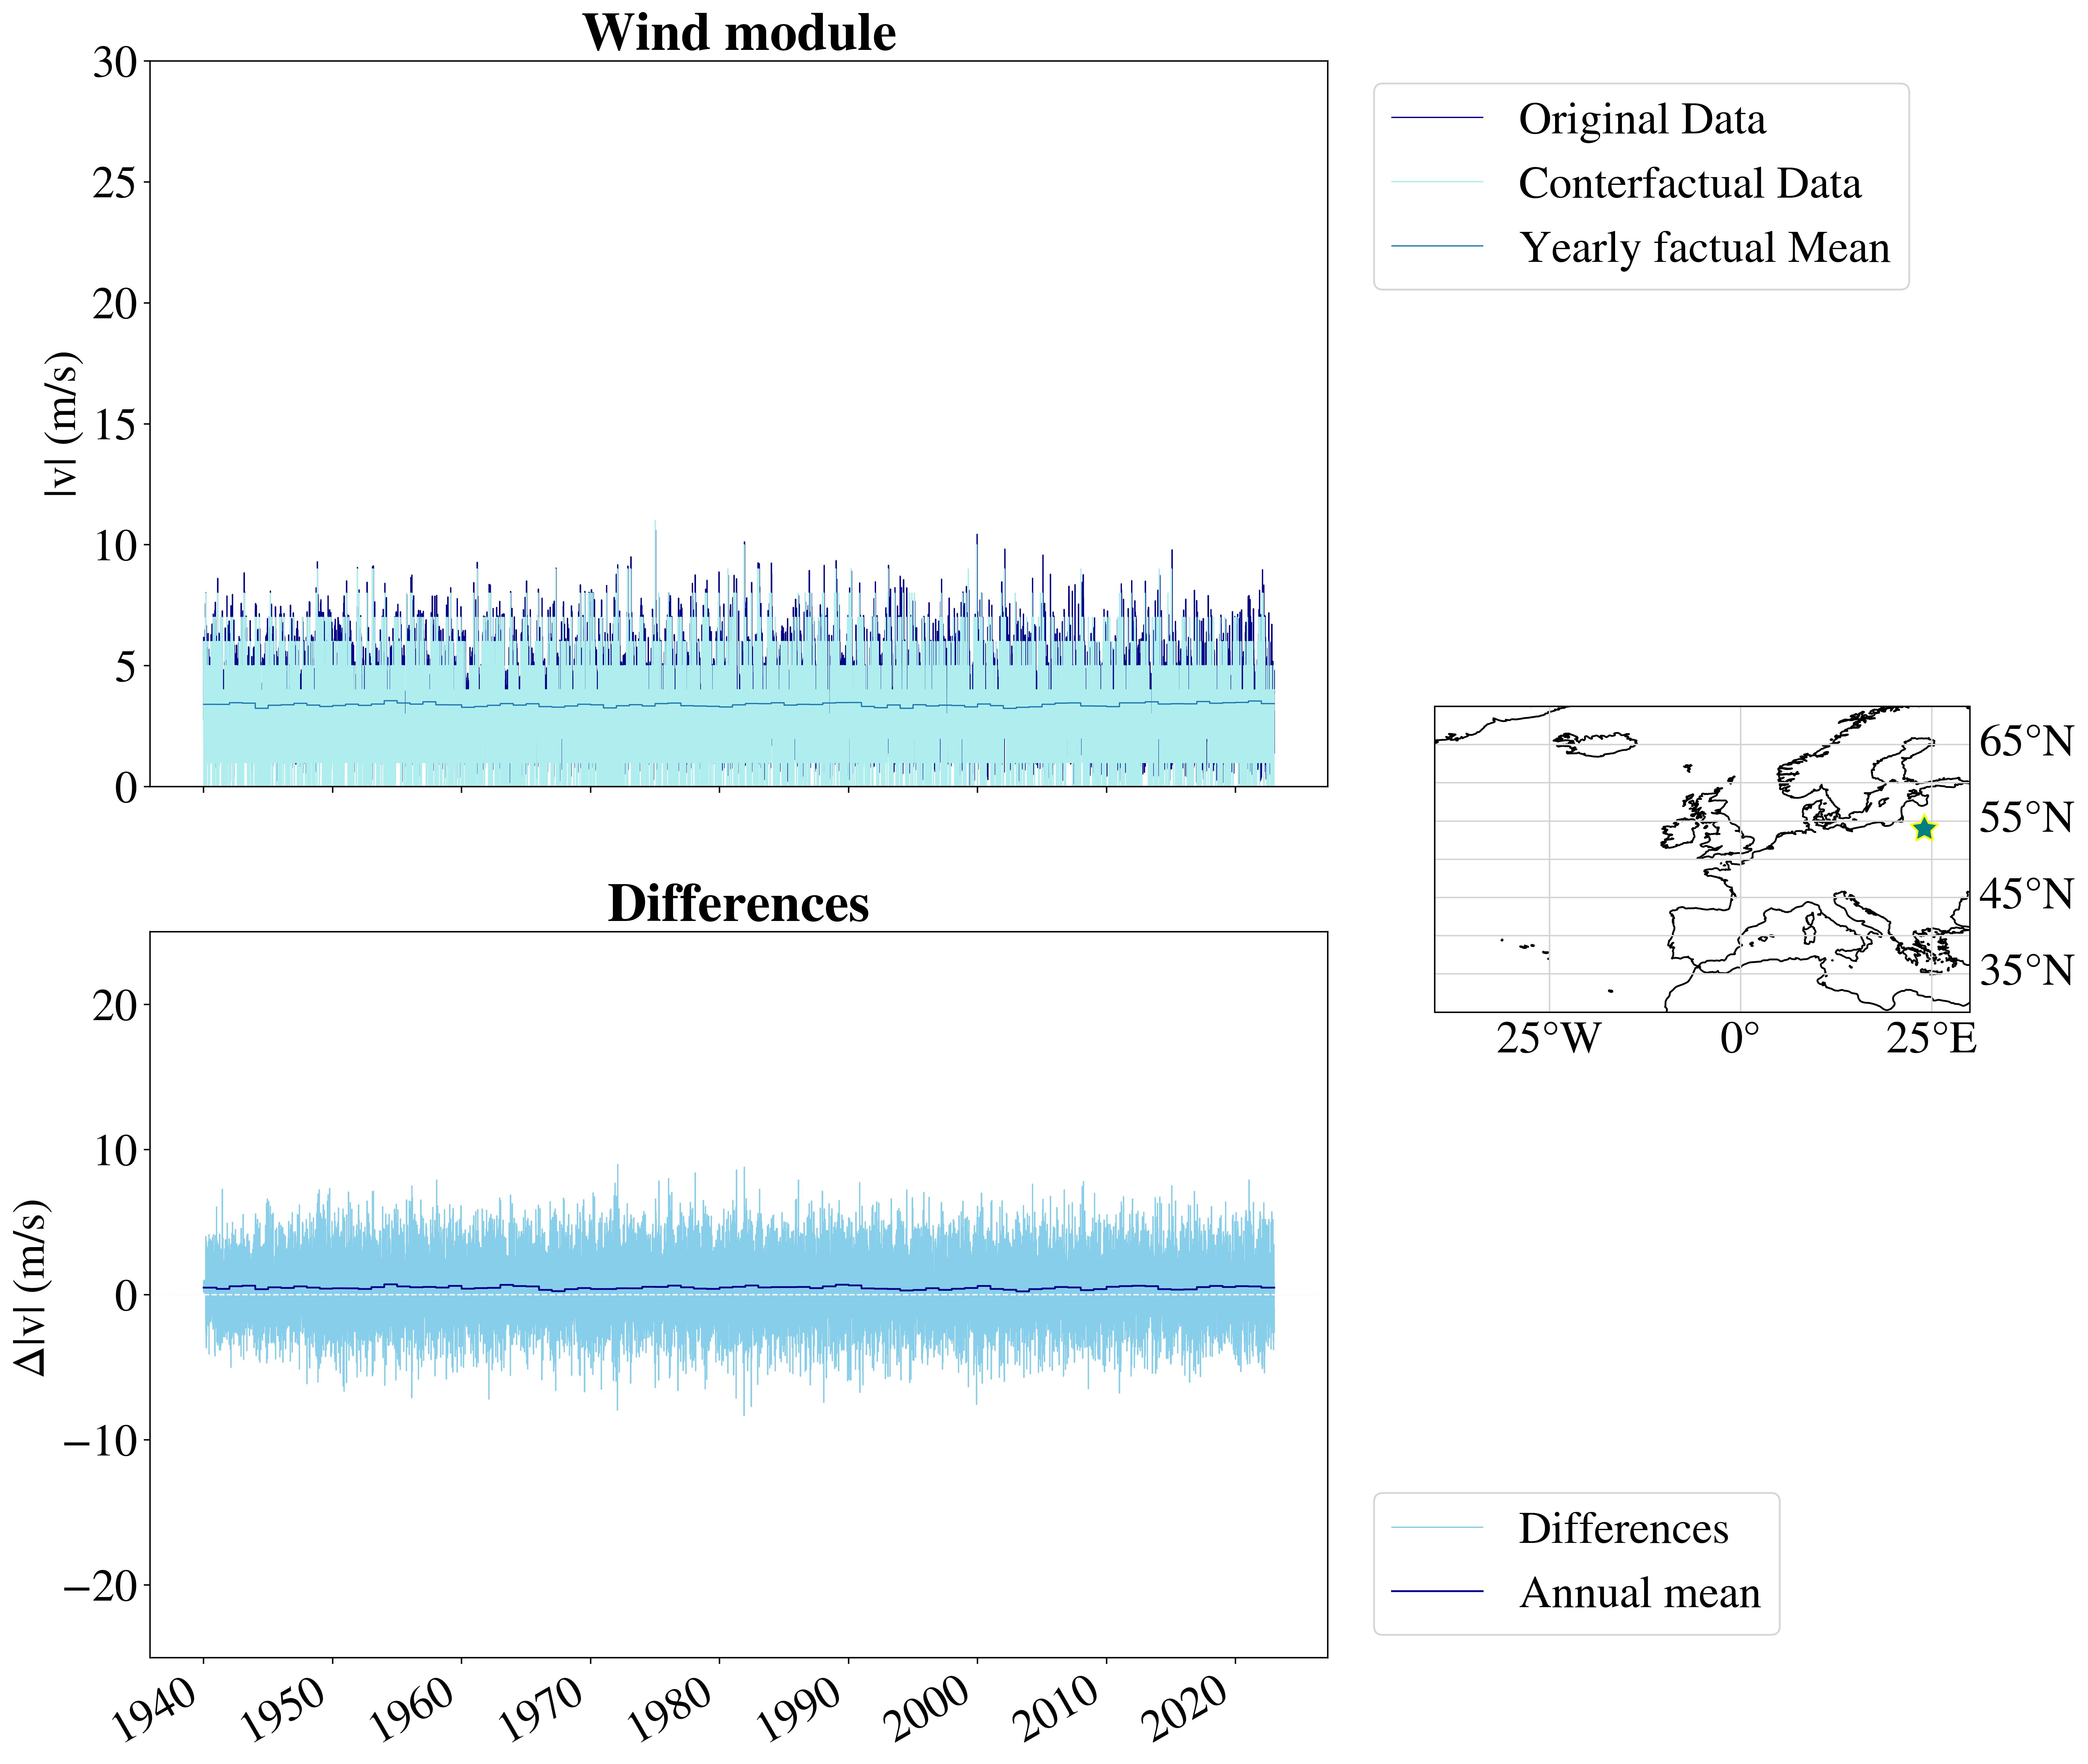 Wind module
30
25
20
15
10
5
0
|v| (m/s)
Original Data
Conterfactual Data
Yearly factual Mean
65°N
55°N
45°N
35°N
25°W 0° 25°E
Differences
20
10
0
−10
−20
Δ|v| (m/s)
1940 1950 1960 1970 1980 1990 2000 2010 2020
Differences
Annual mean